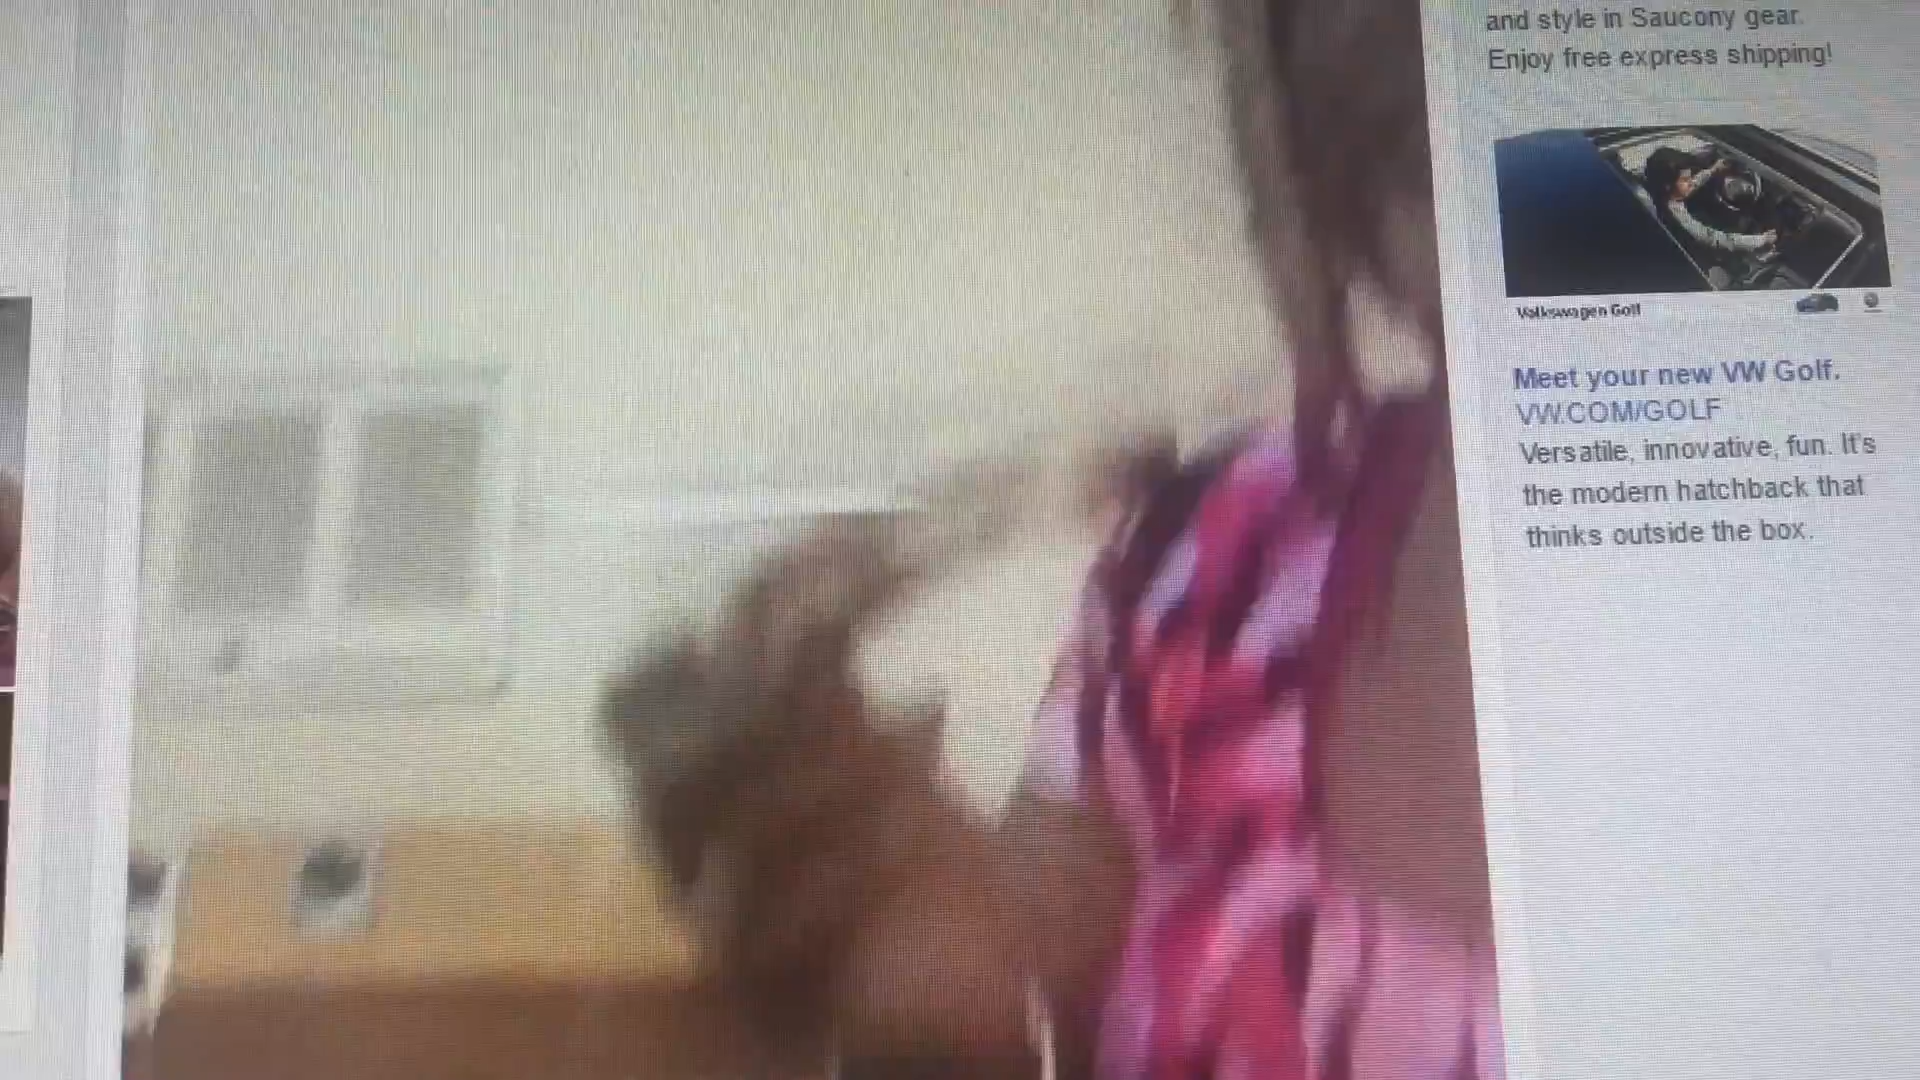 and style in Saucony gear.
Enjoy free express shipping!
Volkswagen Golf
Meet your new VW Golf.
VW.COM/GOLF
Versatile, innovative, fun. It's
the modern hatchback that
thinks outside the box.